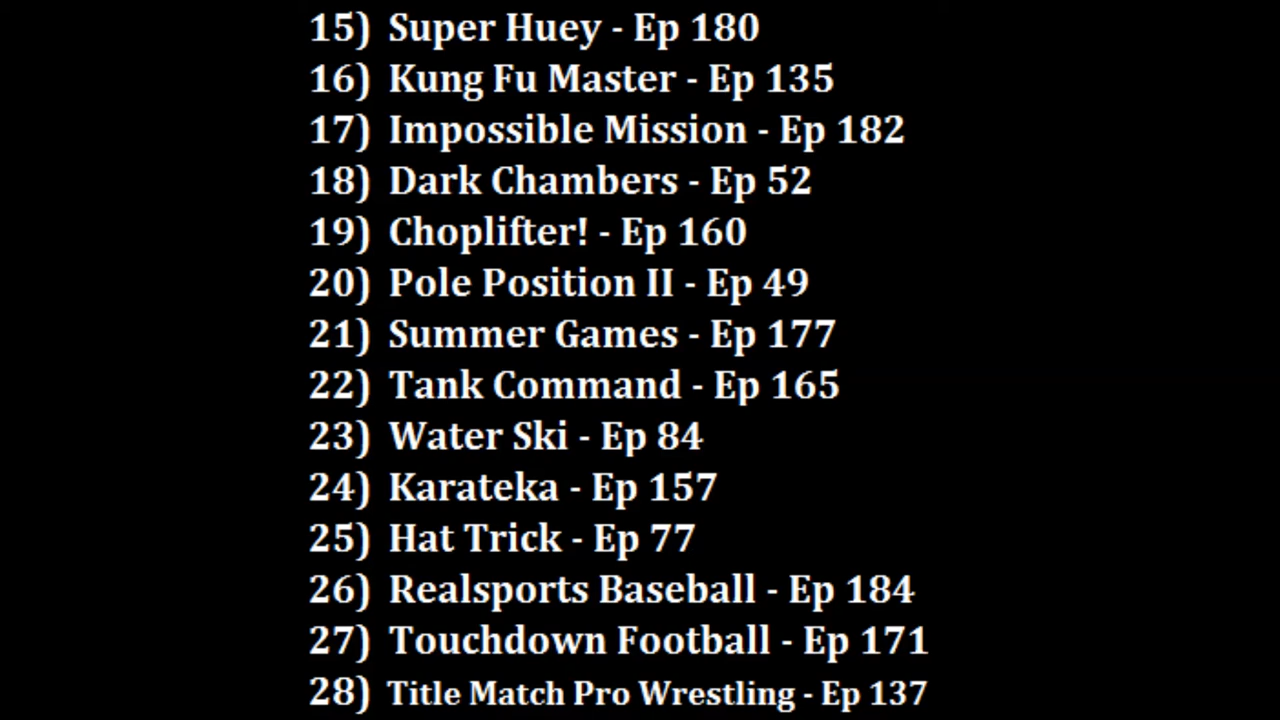 15) Super Huey - Ep 180
16) Kung Fu Master - Ep 135
17) Impossible Mission - Ep 182
18) Dark Chambers - Ep 52
19) Choplifter! - Ep 160
20) Pole Position II - Ep 49
21) Summer Games - Ep 177
22) Tank Command - Ep 165
23) Water Ski - Ep 84
24) Karateka - Ep 157
25) Hat Trick - Ep 77
26) Realsports Baseball - Ep 184
27) Touchdown Football - Ep 171
28) Title Match Pro Wrestling - Ep 137